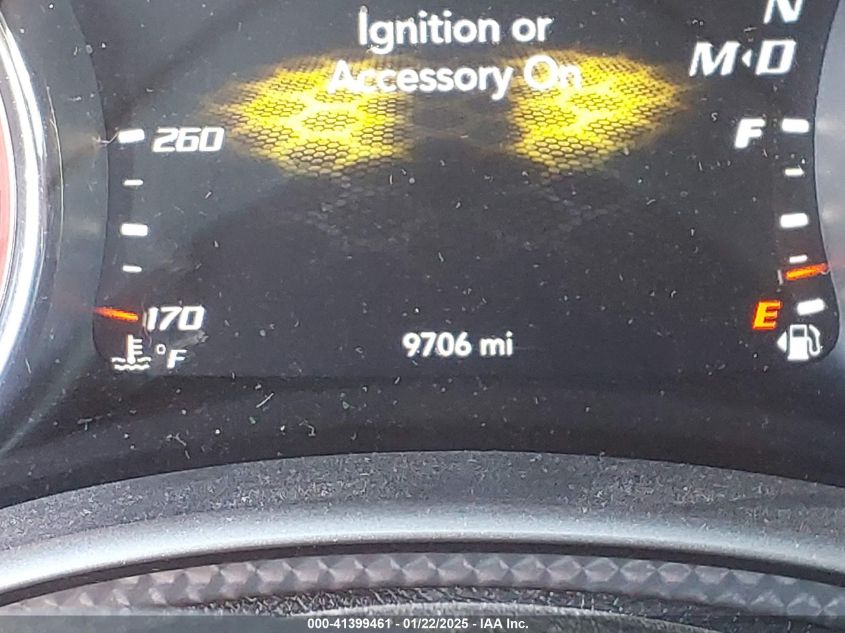 Ignition or
Accessory On
N
M D
260
F
170
°F
9706 mi
E
000-41399461 - 01/22/2025 - IAA Inc.